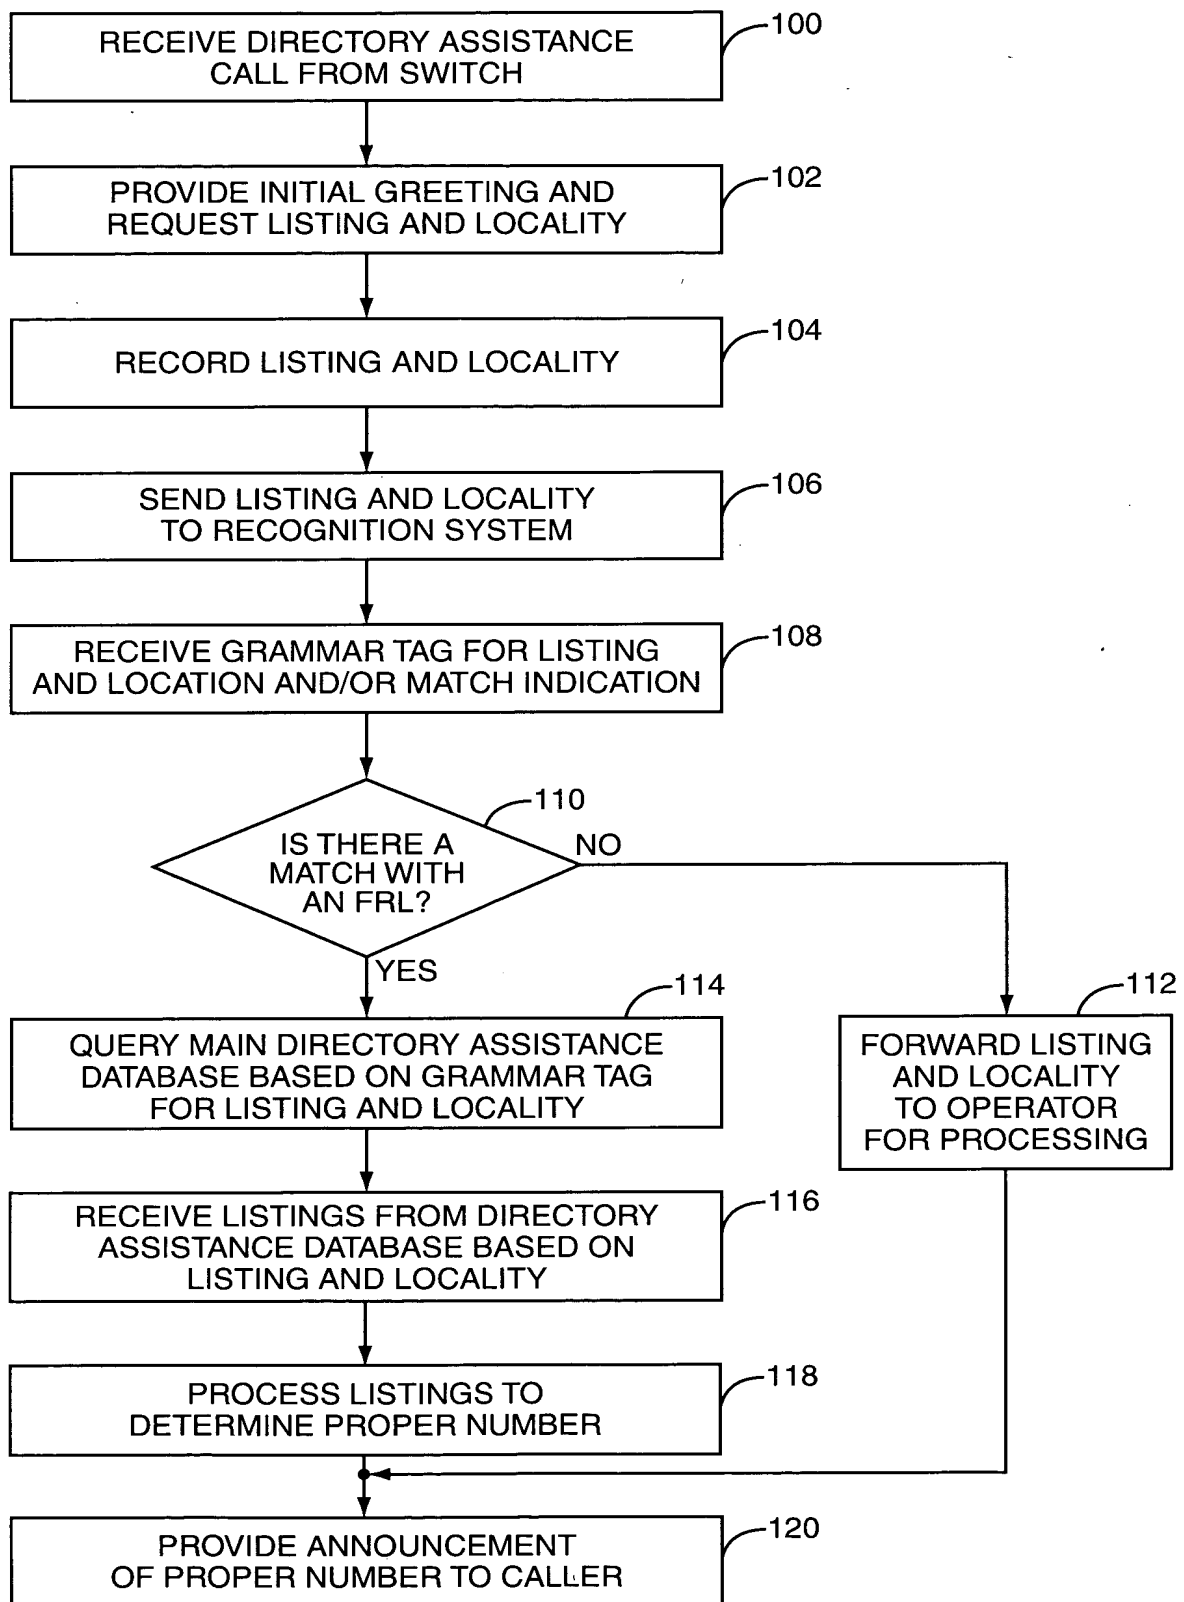 RECEIVE DIRECTORY ASSISTANCE
CALL FROM SWITCH
100
PROVIDE INITIAL GREETING AND
REQUEST LISTING AND LOCALITY
102
RECORD LISTING AND LOCALITY
104
SEND LISTING AND LOCALITY
TO RECOGNITION SYSTEM
106
RECEIVE GRAMMAR TAG FOR LISTING
AND LOCATION AND/OR MATCH INDICATION
108
IS THERE A
MATCH WITH
AN FRL?
110
NO
YES
114
QUERY MAIN DIRECTORY ASSISTANCE
DATABASE BASED ON GRAMMAR TAG
FOR LISTING AND LOCALITY
112
FORWARD LISTING
AND LOCALITY
TO OPERATOR
FOR PROCESSING
RECEIVE LISTINGS FROM DIRECTORY
ASSISTANCE DATABASE BASED ON
LISTING AND LOCALITY
116
PROCESS LISTINGS TO
DETERMINE PROPER NUMBER
118
PROVIDE ANNOUNCEMENT
OF PROPER NUMBER TO CALLER
120